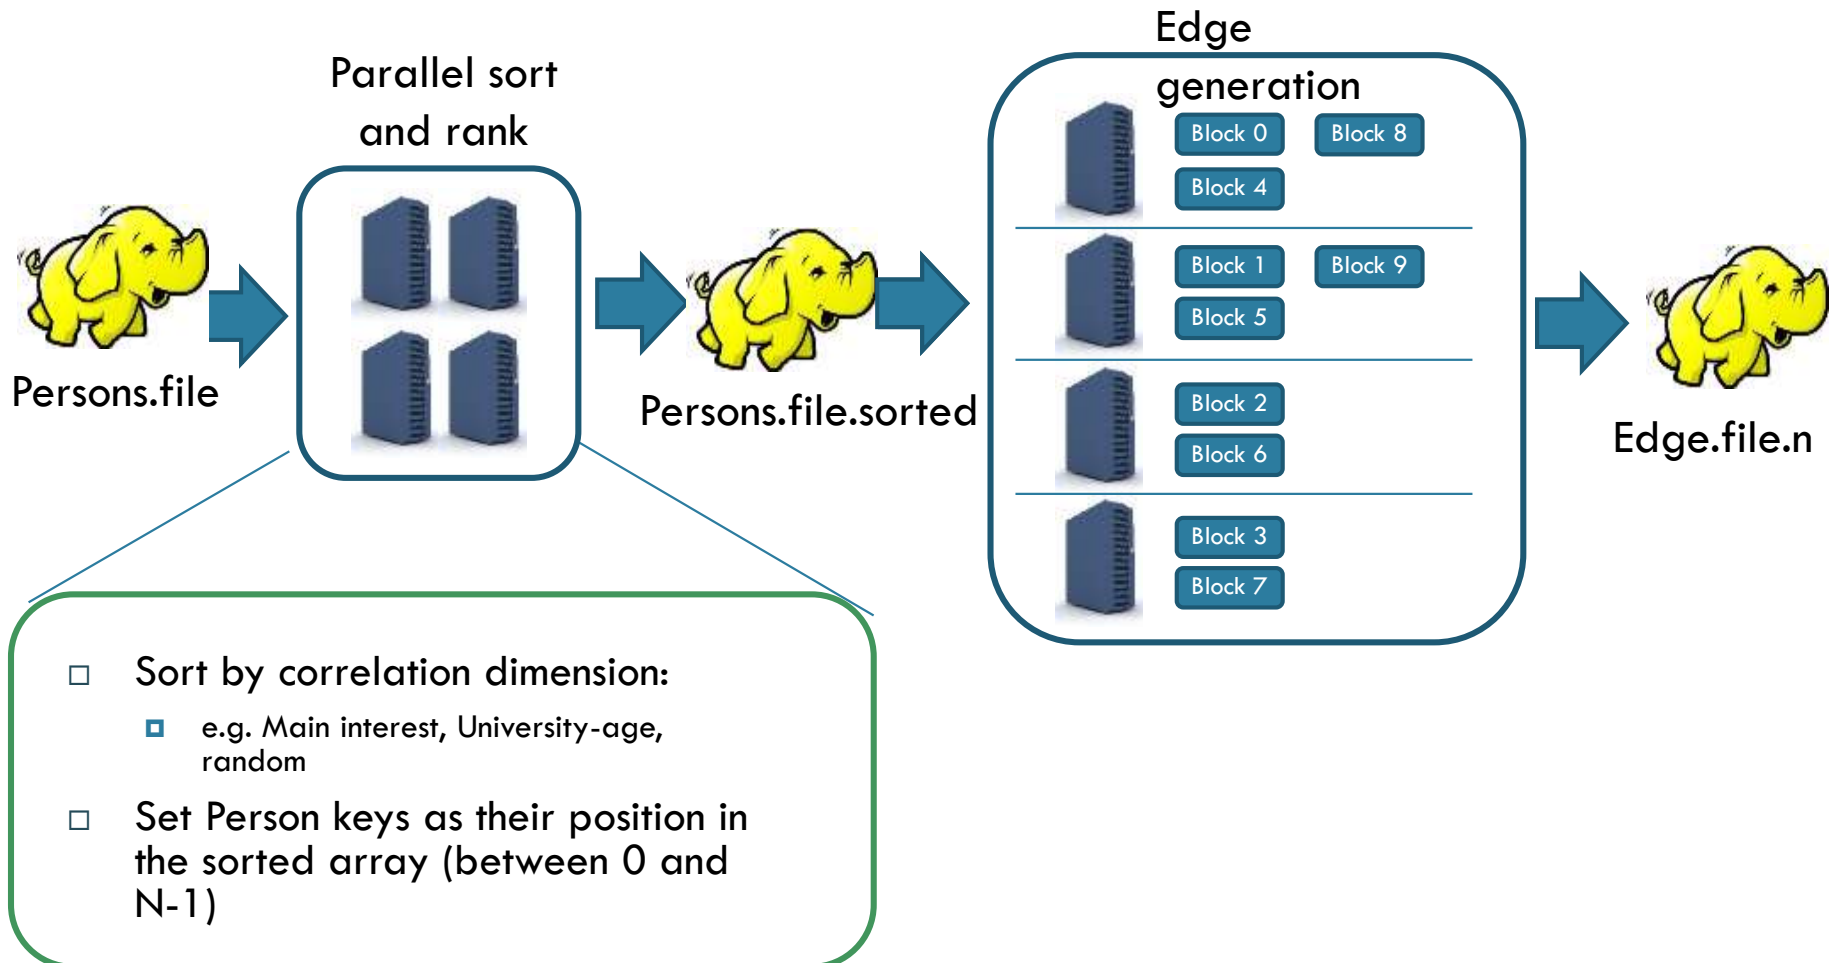 Parallel sort
and rank
Persons.file
Persons.file.sorted
Edge
generation
Block 0
Block 8
Block 4
Block 1
Block 9
Block 5
Block 2
Block 6
Block 3
Block 7
Edge.file.n
Sort by correlation dimension:
e.g. Main interest, University-age,
random
Set Person keys as their position in
the sorted array (between 0 and
N-1)